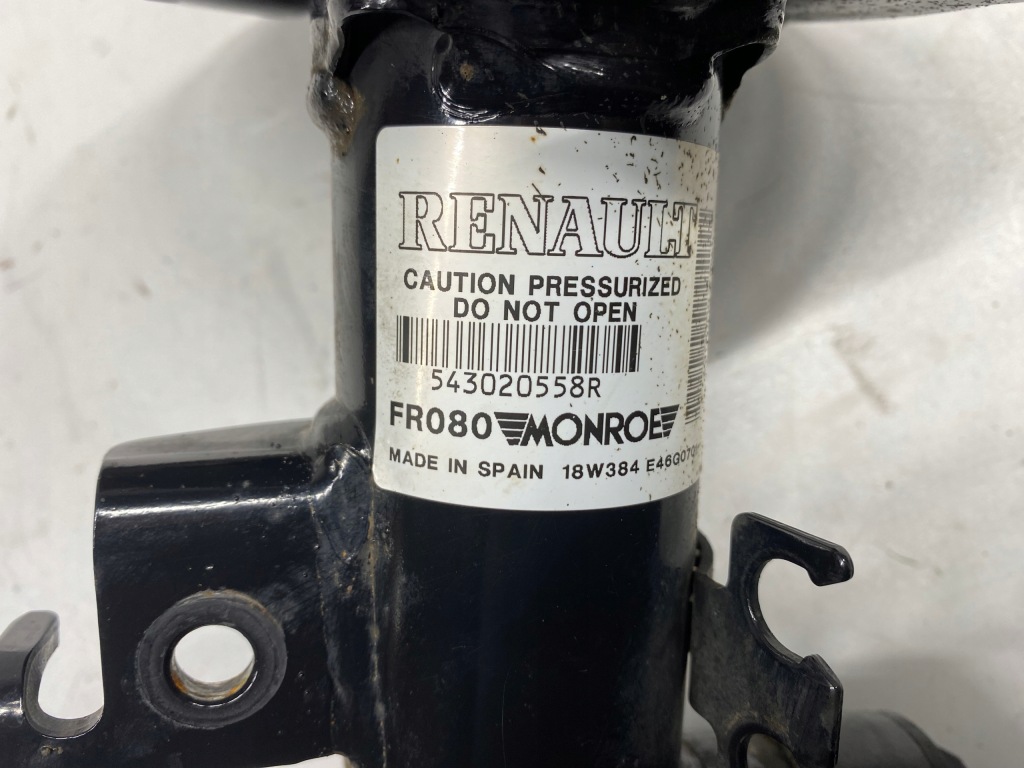 RENAULT
CAUTION PRESSURIZED
DO NOT OPEN
543020558R
FR080 MONROE
MADE IN SPAIN 18W384